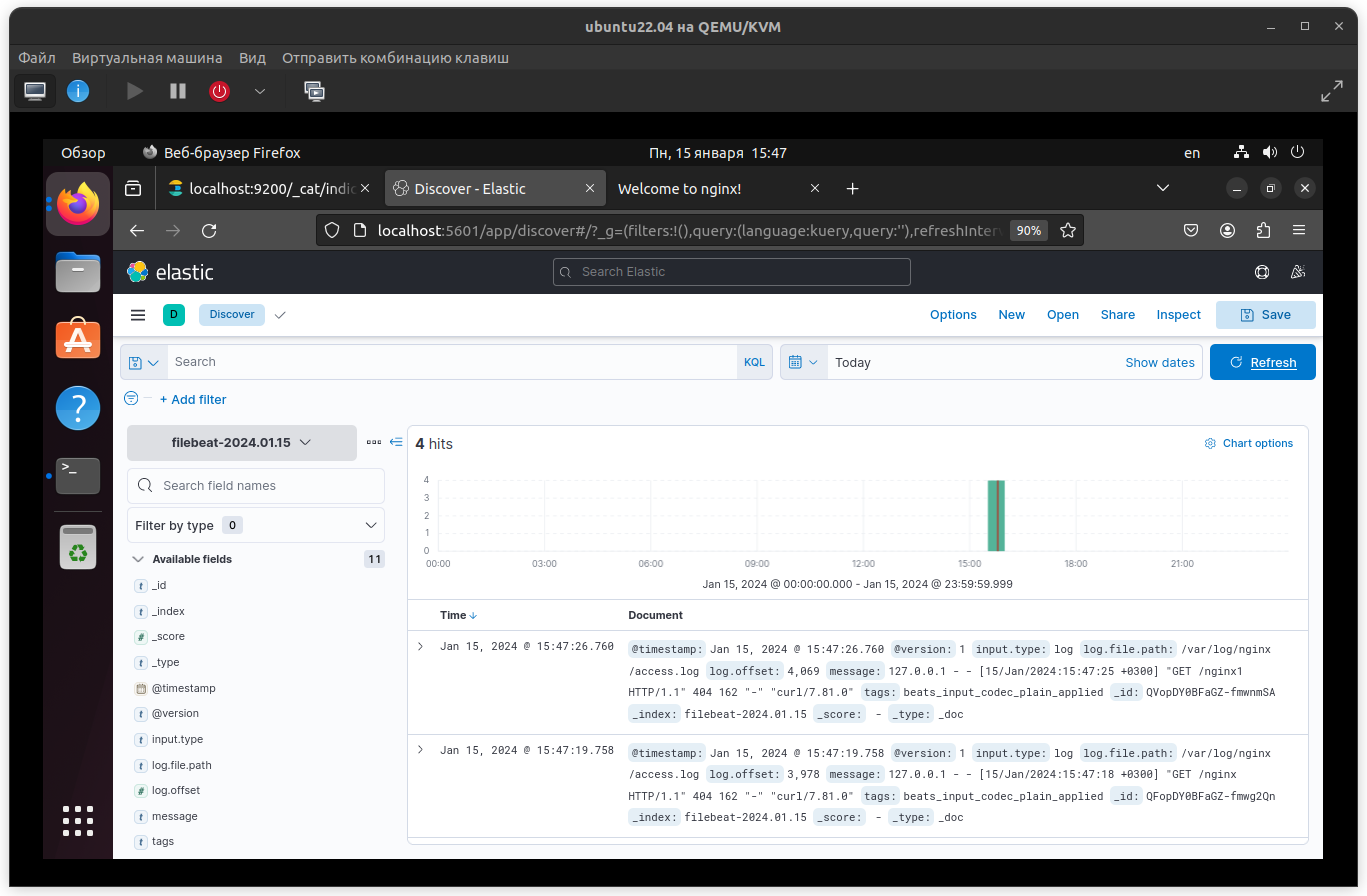 ubuntu22.04 на QEMU/KVM
Файл Виртуальная машина Вид Отправить комбинацию клавиш
Обзор Веб-браузер Firefox Пн, 15 января 15:47 en
localhost:9200/_cat/indic Discover - Elastic Welcome to nginx!
localhost:5601/app/discover#/?_g=(filters:!(),query:(language:kuery,query:''),refreshInterv 90%
elastic Search Elastic
D Discover Options New Open Share Inspect Save
Search KQL Today Show dates Refresh
+ Add filter
filebeat-2024.01.15
Search field names
Filter by type 0
Available fields 11
t _id
t _index
# _score
t _type
@timestamp
t @version
t input.type
t log.file.path
# log.offset
t message
t tags
4 hits Chart options
4
3
2
1
0
00:00 03:00 06:00 09:00 12:00 15:00 18:00 21:00
Jan 15, 2024 @ 00:00:00.000 - Jan 15, 2024 @ 23:59:59.999
Time Document
Jan 15, 2024 @ 15:47:26.760 @timestamp: Jan 15, 2024 @ 15:47:26.760 @version: 1 input.type: log log.file.path: /var/log/nginx
/access.log log.offset: 4,069 message: 127.0.0.1 - - [15/Jan/2024:15:47:25 +0300] "GET /nginx1
HTTP/1.1" 404 162 "-" "curl/7.81.0" tags: beats_input_codec_plain_applied _id: QVopDY0BFaGZ-fmwnmSA
_index: filebeat-2024.01.15 _score: - _type: _doc
Jan 15, 2024 @ 15:47:19.758 @timestamp: Jan 15, 2024 @ 15:47:19.758 @version: 1 input.type: log log.file.path: /var/log/nginx
/access.log log.offset: 3,978 message: 127.0.0.1 - - [15/Jan/2024:15:47:18 +0300] "GET /nginx
HTTP/1.1" 404 162 "-" "curl/7.81.0" tags: beats_input_codec_plain_applied _id: QFopDY0BFaGZ-fmwg2Qn
_index: filebeat-2024.01.15 _score: - _type: _doc